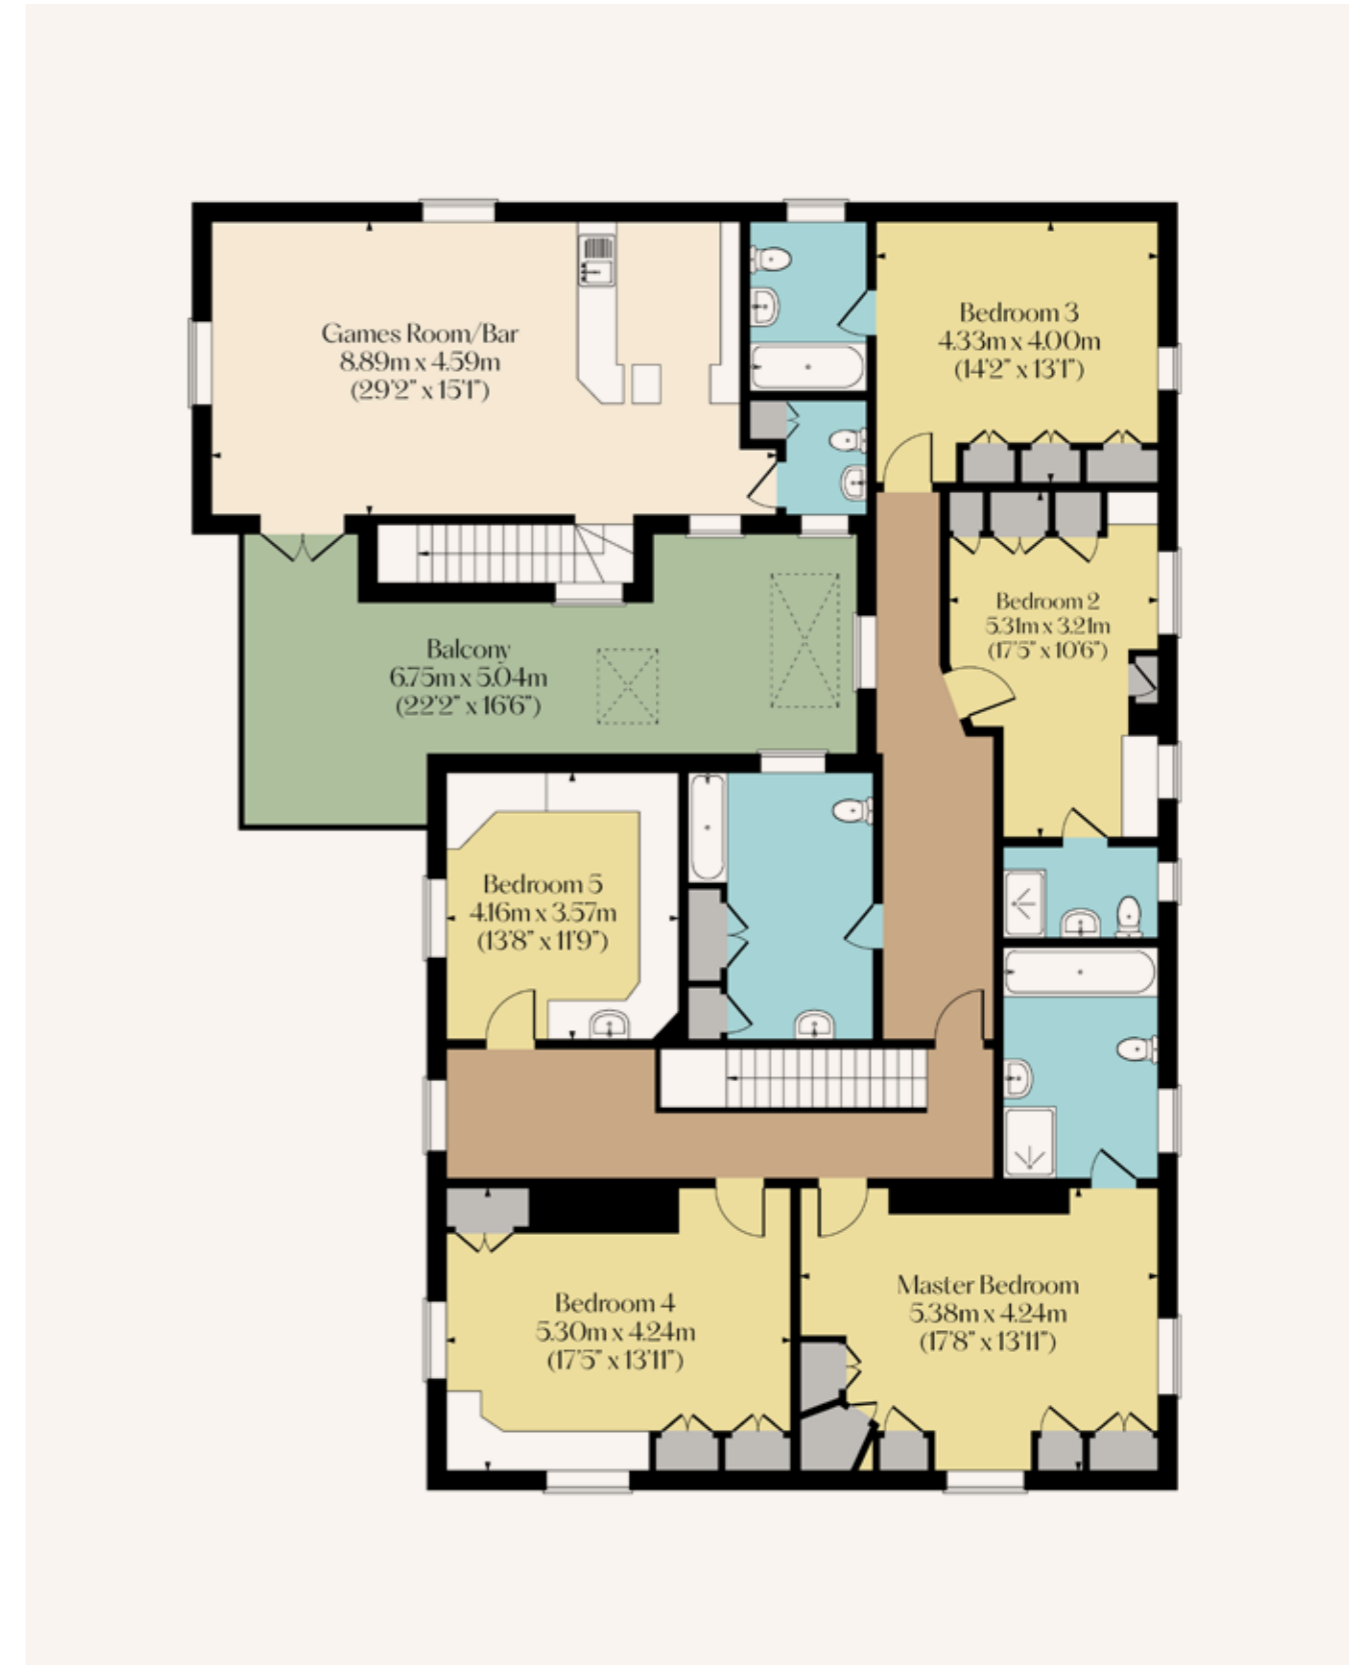 Games Room/Bar
8.89m x 4.59m
(29'2" x 15'1")
Bedroom 3
4.33m x 4.00m
(14'2" x 13'1")
Bedroom 2
5.31m x 3.21m
(17'5" x 10'6")
Balcony
6.75m x 5.04m
(22'2" x 16'6")
Bedroom 5
4.16m x 3.57m
(13'8" x 11'9")
Bedroom 4
5.30m x 4.24m
(17'5" x 13'11")
Master Bedroom
5.38m x 4.24m
(17'8" x 13'11")